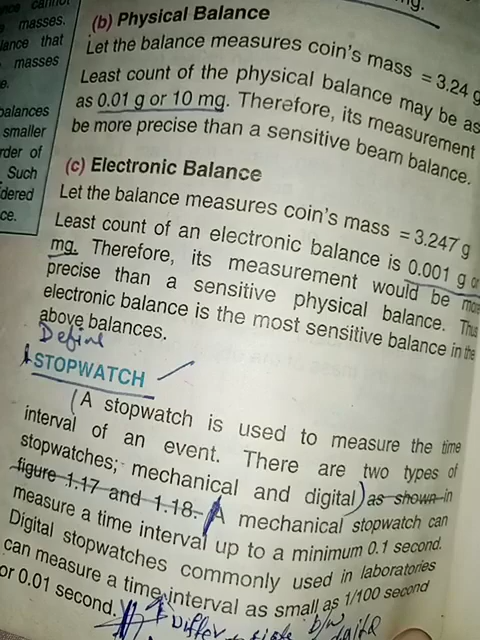 nce cannot
masses.
lance that
masses
e.
balances
smaller
rder of
Such
dered
ce.
ng.
(b) Physical Balance
Let the balance measures coin's mass = 3.24 g
Least count of the physical balance may be as
as 0.01 g or 10 mg. Therefore, its measurement
be more precise than a sensitive beam balance.
(c) Electronic Balance
Let the balance measures coin's mass = 3.247 g
Least count of an electronic balance is 0.001 g or
mg. Therefore, its measurement would be more
precise than a sensitive physical balance. Thus
electronic balance is the most sensitive balance in the
above balances.
Define
STOPWATCH
(A stopwatch is used to measure the time
interval of an event. There are two types of
stopwatches; mechanical and digital) as shown in
figure 1.17 and 1.18. A mechanical stopwatch can
measure a time interval up to a minimum 0.1 second.
Digital stopwatches commonly used in laboratories
can measure a time interval as small as 1/100 second
or 0.01 second.
b/w